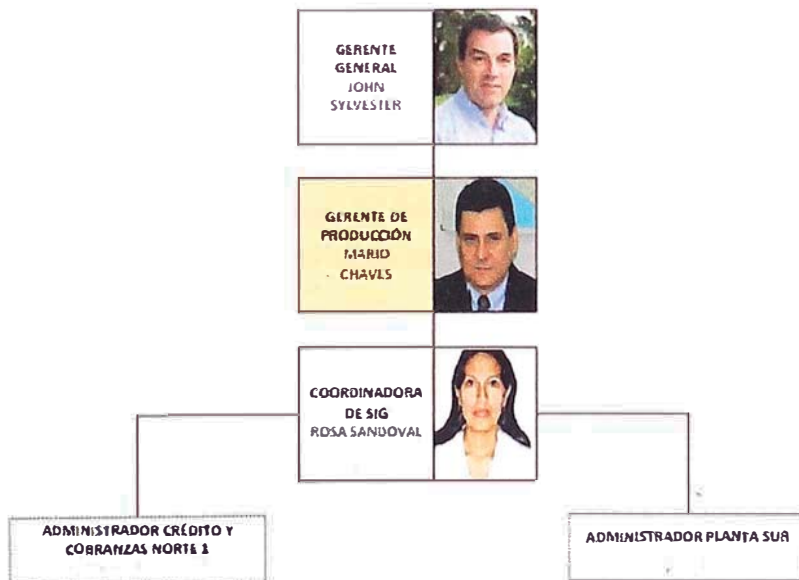 GERENTE
GENERAL
JOHN
SYLVESTER
GERENTE DE
PRODUCCIÓN
MARIO
CHAVES
COORDINADORA
DE SIG
ROSA SANDOVAL
ADMINISTRADOR CRÉDITO Y
COBRANZAS NORTE 1
ADMINISTRADOR PLANTA SUR